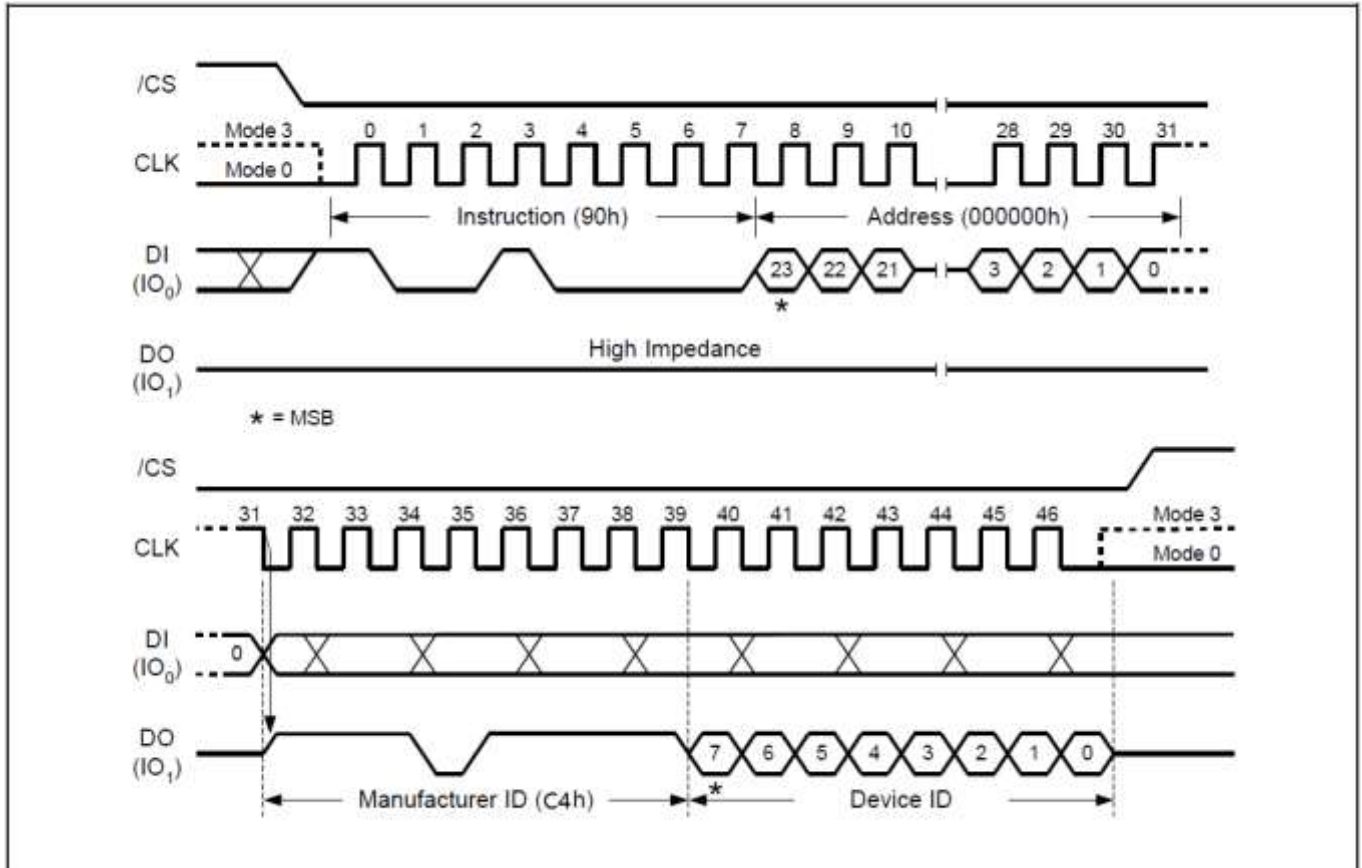 /CS
Mode 3 0 1 2 3 4 5 6 7 8 9 10 28 29 30 31
CLK
Mode 0
Instruction (90h) Address (000000h)
DI
(IO₀)
23 22 21 3 2 1 0
*
High Impedance
DO
(IO₁)
* = MSB
/CS
31 32 33 34 35 36 37 38 39 40 41 42 43 44 45 46 Mode 3
CLK
Mode 0
DI
(IO₀)
0
DO
(IO₁)
7 6 5 4 3 2 1 0
*
Manufacturer ID (C4h) Device ID